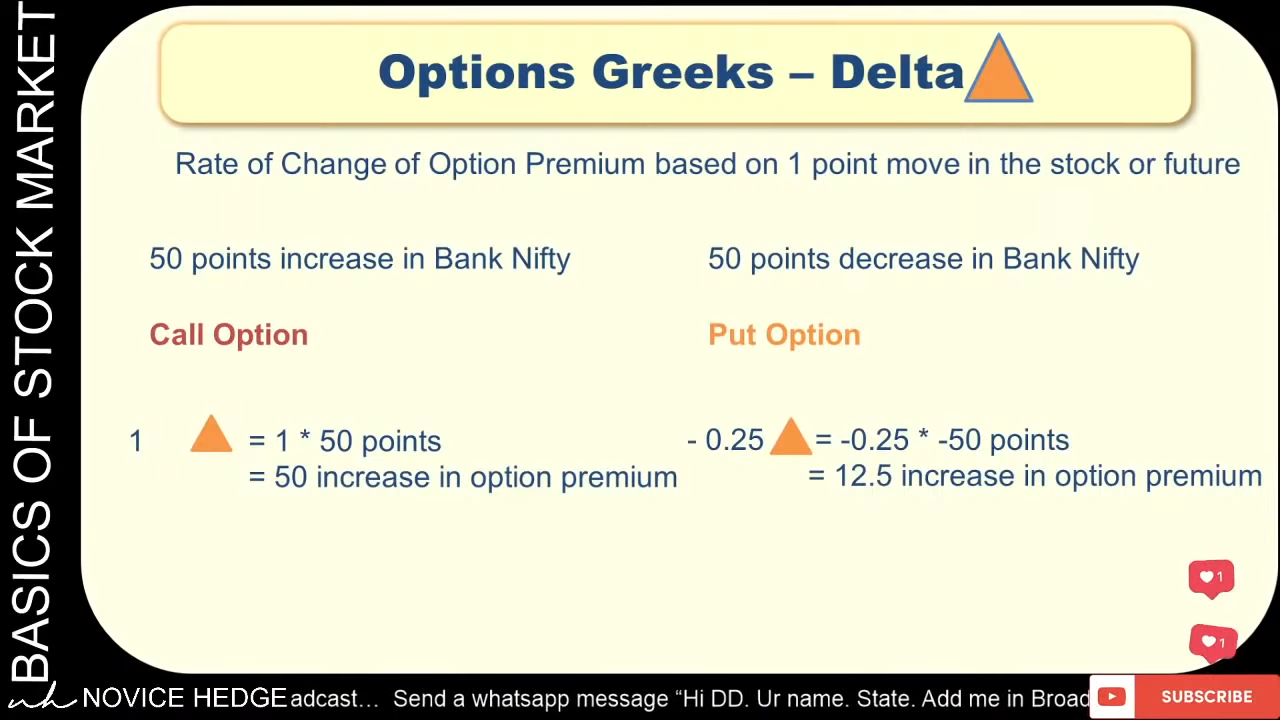 BASICS OF STOCK MARKET
Options Greeks – Delta
Rate of Change of Option Premium based on 1 point move in the stock or future
50 points increase in Bank Nifty
50 points decrease in Bank Nifty
Call Option
Put Option
1 = 1 * 50 points
= 50 increase in option premium
- 0.25 = -0.25 * -50 points
= 12.5 increase in option premium
1
1
nh NOVICE HEDGE
adcast... Send a whatsapp message “Hi DD. Ur name. State. Add me in Broad
SUBSCRIBE